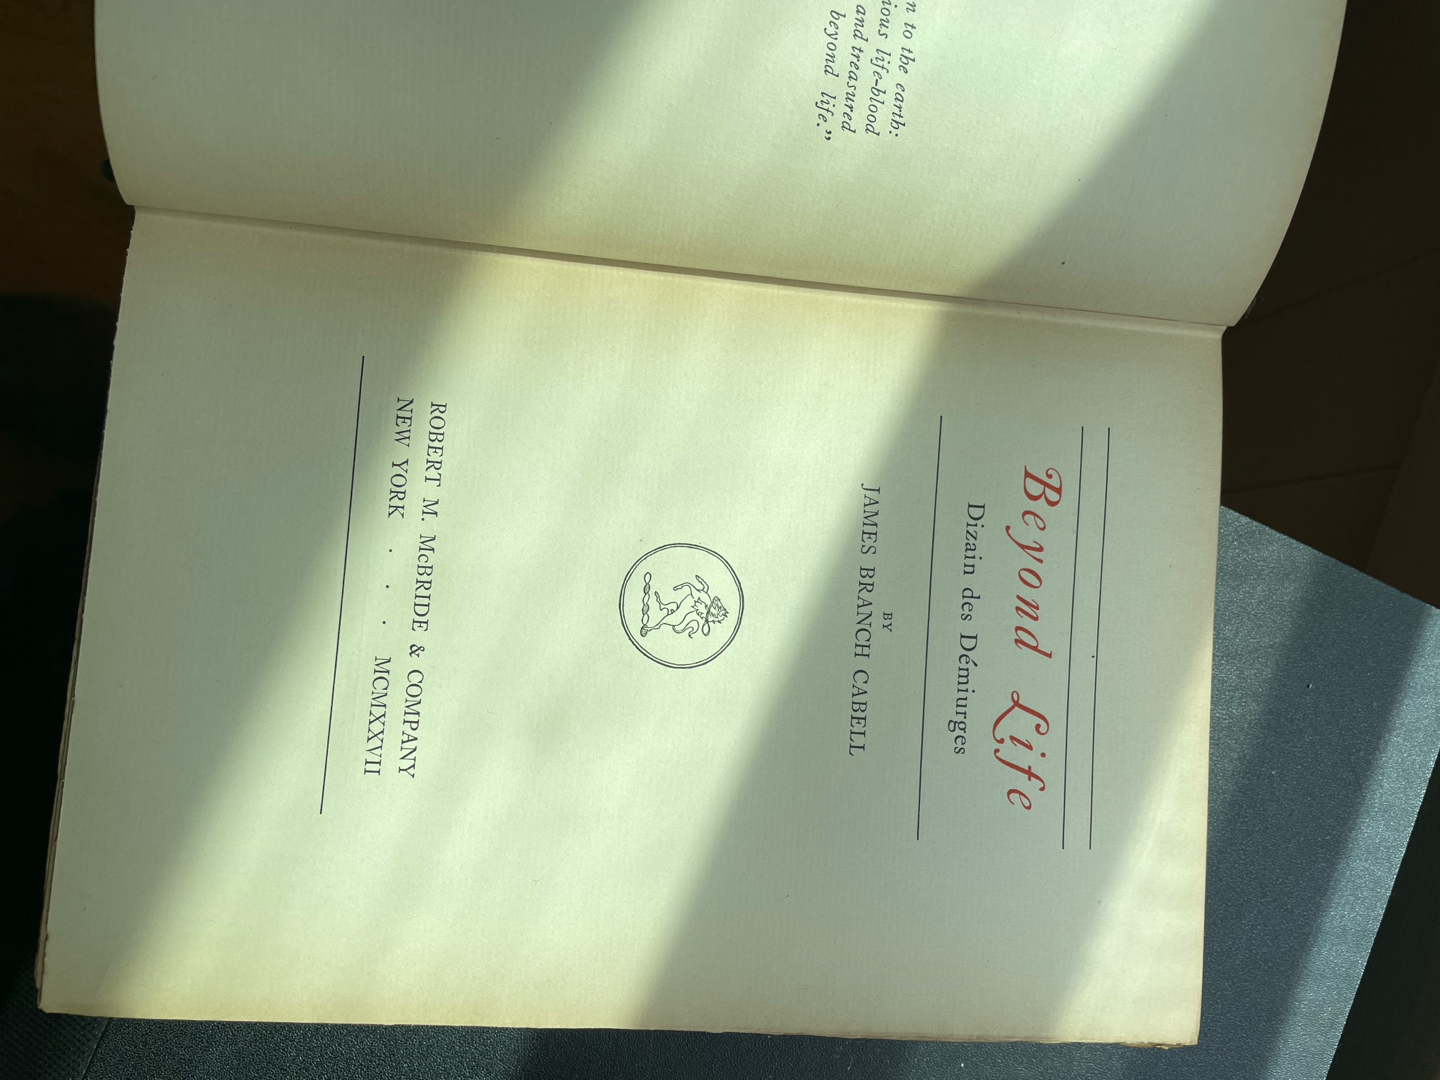 n to the earth:
ious life-blood
and treasured
beyond life.”
Beyond Life
Dizain des Démiurges
BY
JAMES BRANCH CABELL
ROBERT M. McBRIDE & COMPANY
NEW YORK . . . MCMXXVII